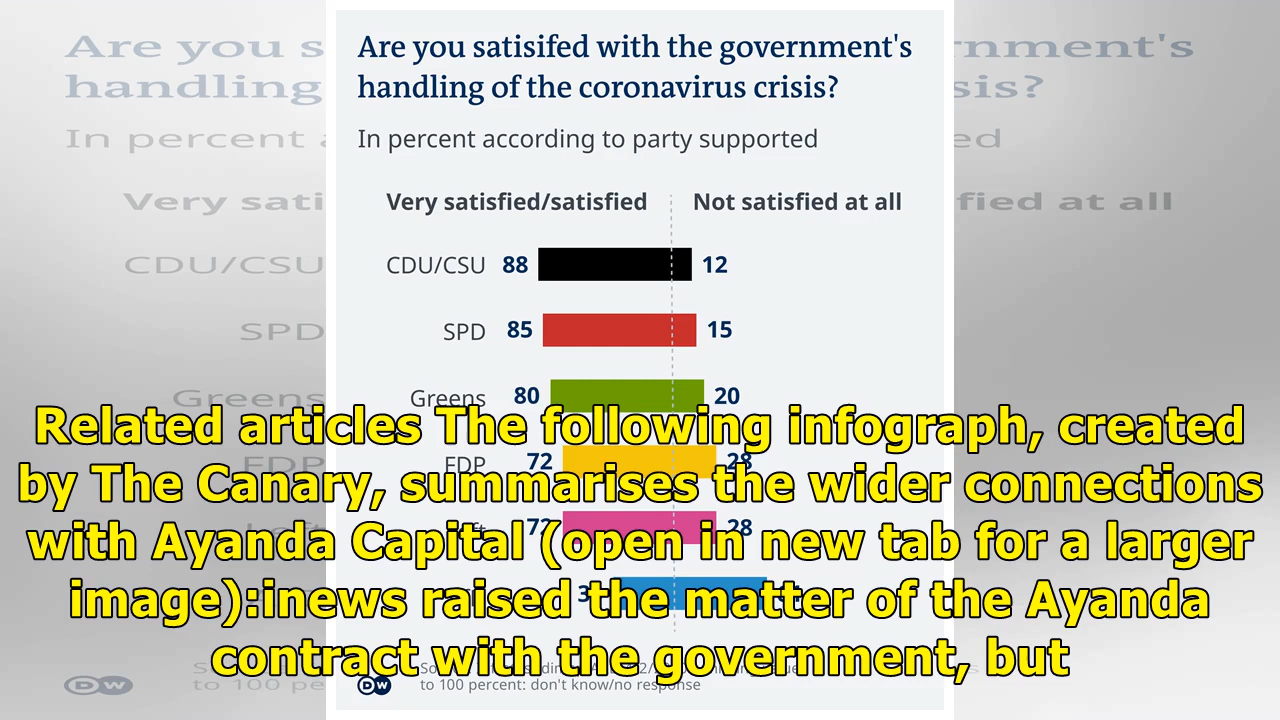 Are you satisifed with the government's
handling of the coronavirus crisis?
In percent according to party supported
Very satisfied/satisfied Not satisfied at all
CDU/CSU 88 12
SPD 85 15
Greens 80 20
FDP 72 28
72 28
Related articles The following infograph, created
by The Canary, summarises the wider connections
with Ayanda Capital (open in new tab for a larger
image):inews raised the matter of the Ayanda
contract with the government, but
to 100 percent: don't know/no response
DW